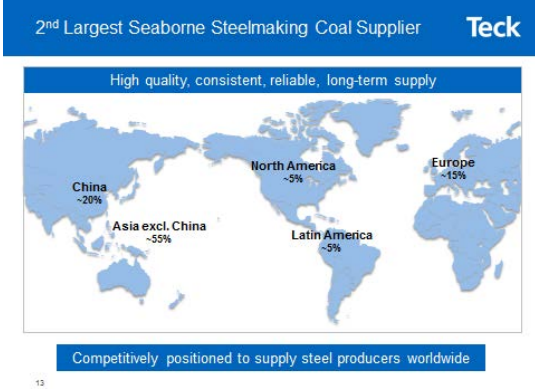 2nd Largest Seaborne Steelmaking Coal Supplier
Teck
High quality, consistent, reliable, long-term supply
North America
~5%
Europe
~15%
China
~20%
Asia excl. China
~55%
Latin America
~5%
Competitively positioned to supply steel producers worldwide
13